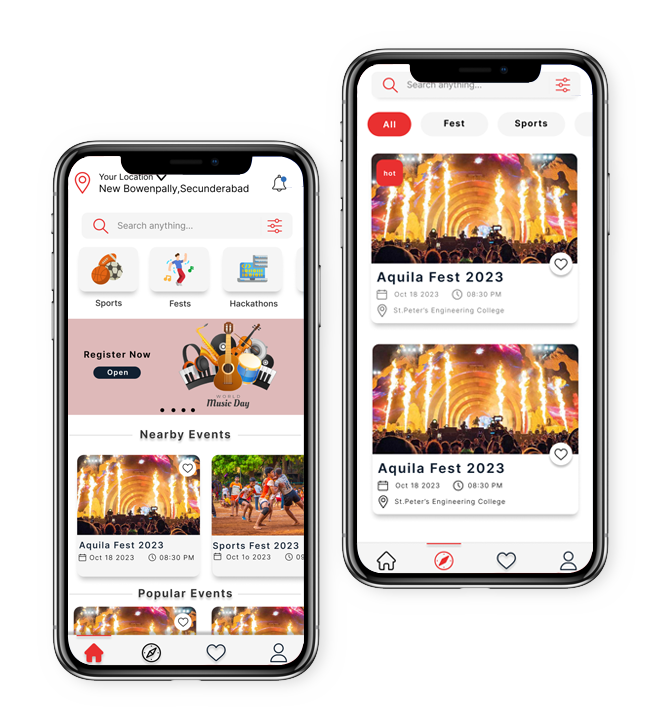 Your Location
New Bowenpally,Secunderabad
Search anything...
Sports
Fests
Hackathons
Register Now
Open
WORLD
Music Day
Nearby Events
Aquila Fest 2023
Oct 18 2023
08:30 PM
Sports Fest 2023
Oct 1o 2023
09
Popular Events
Search anything...
All
Fest
Sports
hot
Aquila Fest 2023
Oct 18 2023
08:30 PM
St.Peter's Engineering College
Aquila Fest 2023
Oct 18 2023
08:30 PM
St.Peter's Engineering College